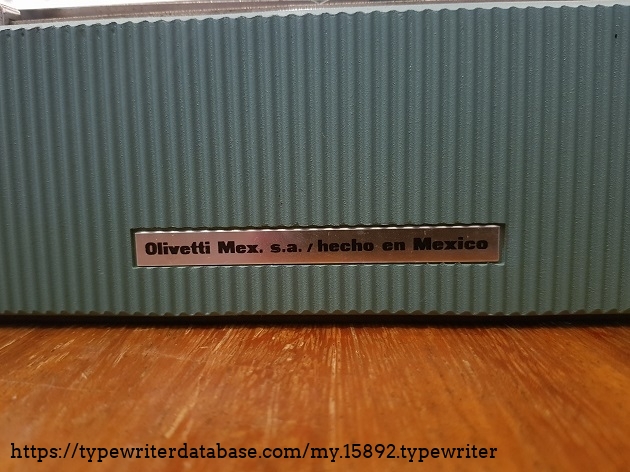 Olivetti Mex. s.a. / hecho en Mexico
https://typewriterdatabase.com/my.15892.typewriter